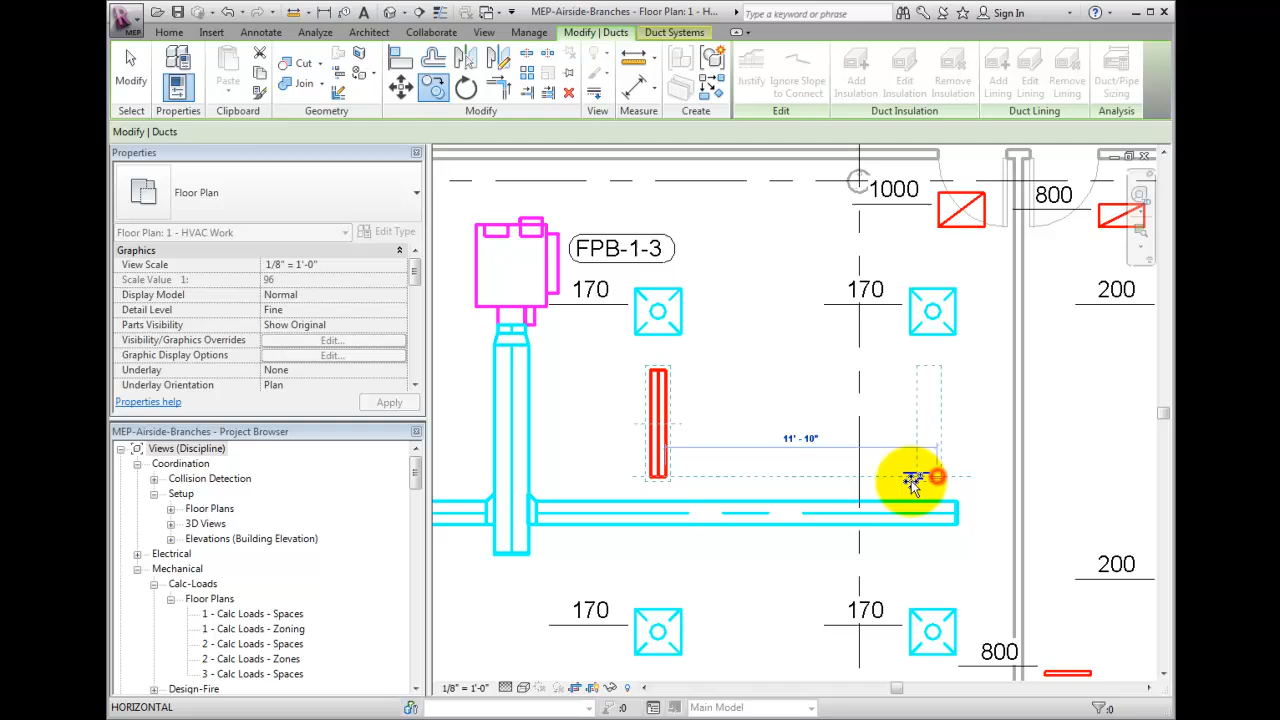 MEP-Airside-Branches - Floor Plan: 1 - H...
Type a keyword or phrase
Sign In
Home Insert Annotate Analyze Architect Collaborate View Manage Modify | Ducts Duct Systems
MEP
Modify
Paste
Cut
Join
Justify
Ignore Slope to Connect
Add Insulation
Edit Insulation
Remove Insulation
Add Lining
Edit Lining
Remove Lining
Duct/Pipe Sizing
Select Properties Clipboard Geometry Modify View Measure Create Edit Duct Insulation Duct Lining Analysis
Modify | Ducts
Properties
Floor Plan
Floor Plan: 1 - HVAC Work
Edit Type
Graphics
View Scale 1/8" = 1'-0"
Scale Value 1: 96
Display Model Normal
Detail Level Fine
Parts Visibility Show Original
Visibility/Graphics Overrides Edit...
Graphic Display Options Edit...
Underlay None
Underlay Orientation Plan
Properties help
Apply
MEP-Airside-Branches - Project Browser
Views (Discipline)
Coordination
Collision Detection
Setup
Floor Plans
3D Views
Elevations (Building Elevation)
Electrical
Mechanical
Calc-Loads
Floor Plans
1 - Calc Loads - Spaces
1 - Calc Loads - Zoning
2 - Calc Loads - Spaces
2 - Calc Loads - Zones
3 - Calc Loads - Spaces
Design-Fire
1000
800
FPB-1-3
170
170
200
11' - 10"
200
170
170
800
1/8" = 1'-0"
HORIZONTAL
:0
Main Model
:0